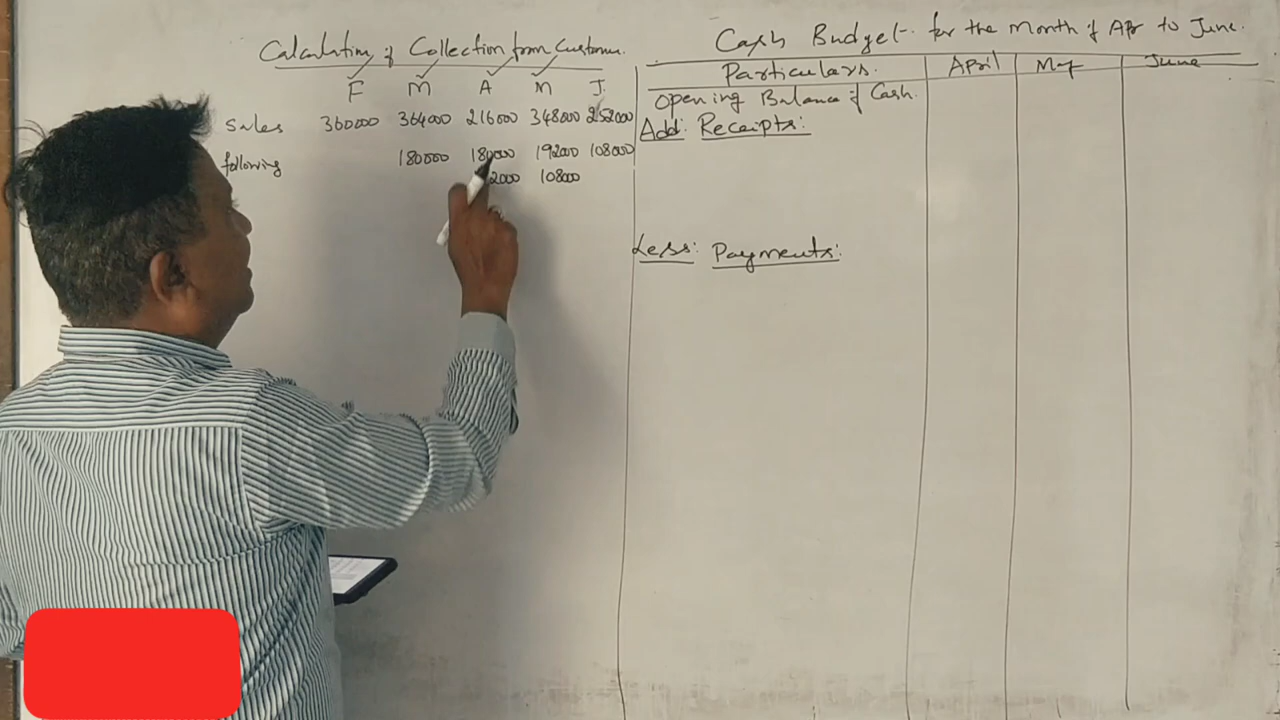 Calculation of Collection from Customer.
F M A M J.
Sales 360000 364000 216000 348000 252000
following 180000 180000 192000 108000
2000 108000
Cash Budget for the Month of Apr to June.
Particulars. April May June
Opening Balance of Cash.
Add: Receipts:
Less: Payments: